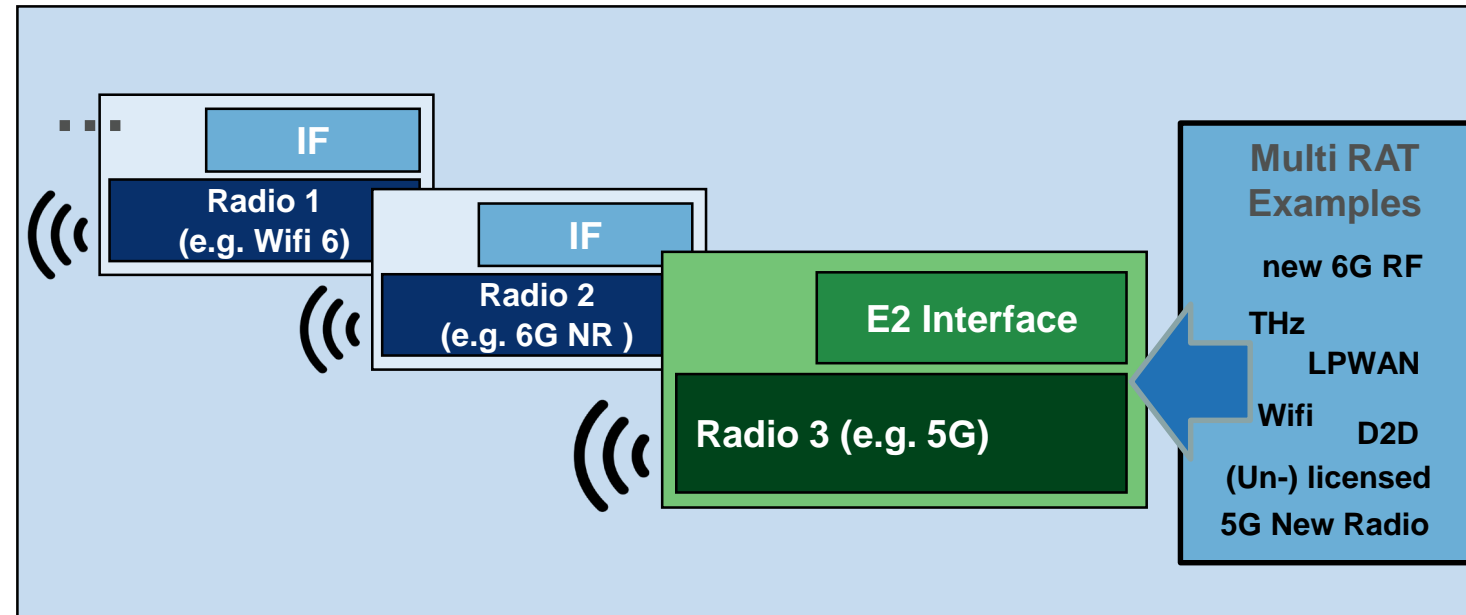 ...
IF
Radio 1
(e.g. Wifi 6)
IF
Radio 2
(e.g. 6G NR )
E2 Interface
Radio 3 (e.g. 5G)
Multi RAT
Examples
new 6G RF
THz
LPWAN
Wifi
D2D
(Un-) licensed
5G New Radio